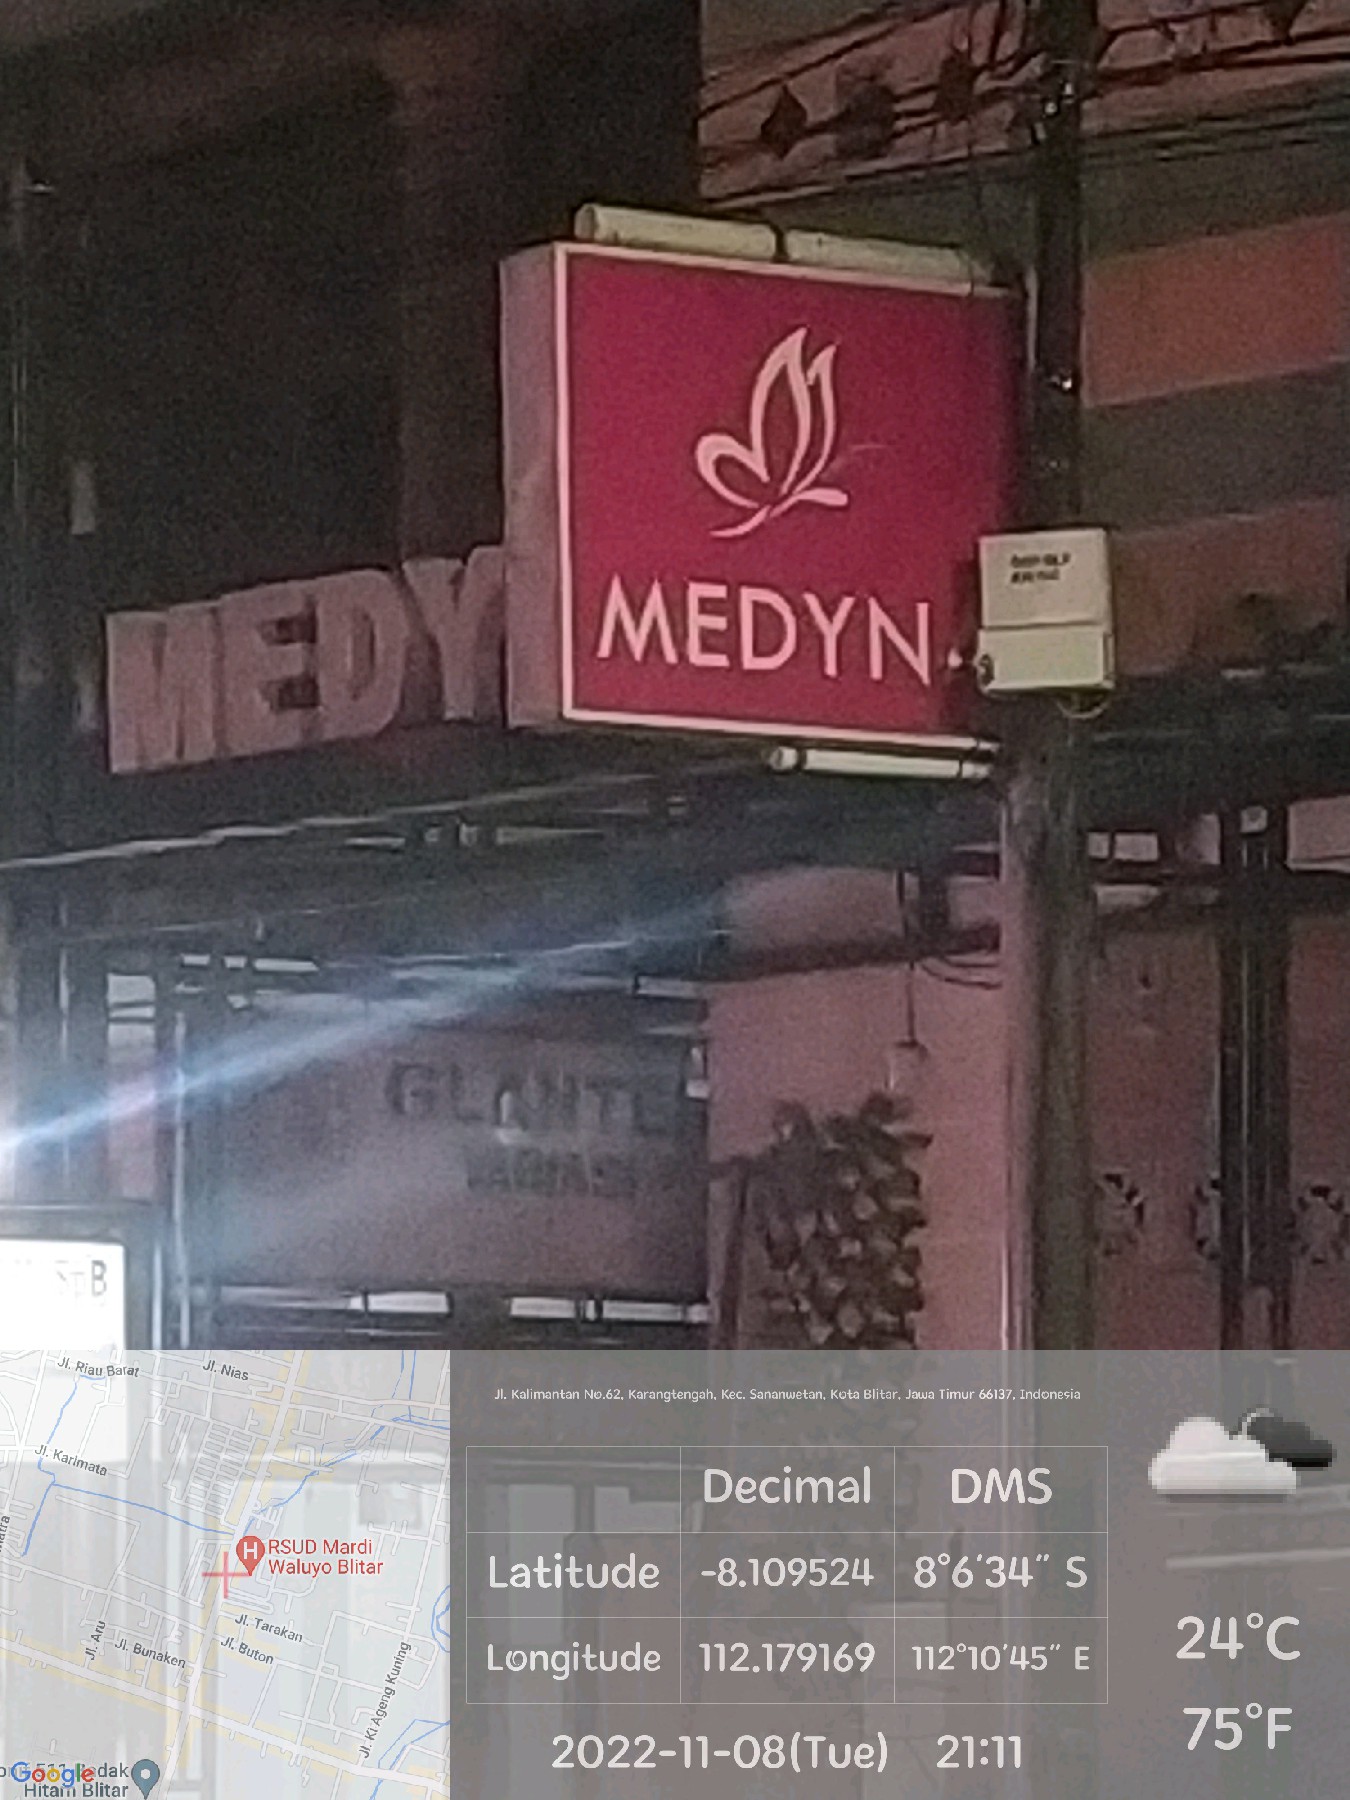 MEDYN
MEDY
B
Jl. Kalimantan No.62, Karangtengah, Kec. Sananwetan, Kota Blitar, Jawa Timur 66137, Indonesia
Decimal DMS
Latitude -8.109524 8°6'34" S
Longitude 112.179169 112°10'45" E
2022-11-08(Tue) 21:11
24°C
75°F
Jl. Riau Barat
Jl. Nias
Jl. Karimata
RSUD Mardi
Waluyo Blitar
Jl. Tarakan
Jl. Buton
Jl. Aru
Jl. Bunaken
Jl. Ki Ageng Kuning
Google
Hitam Blitar